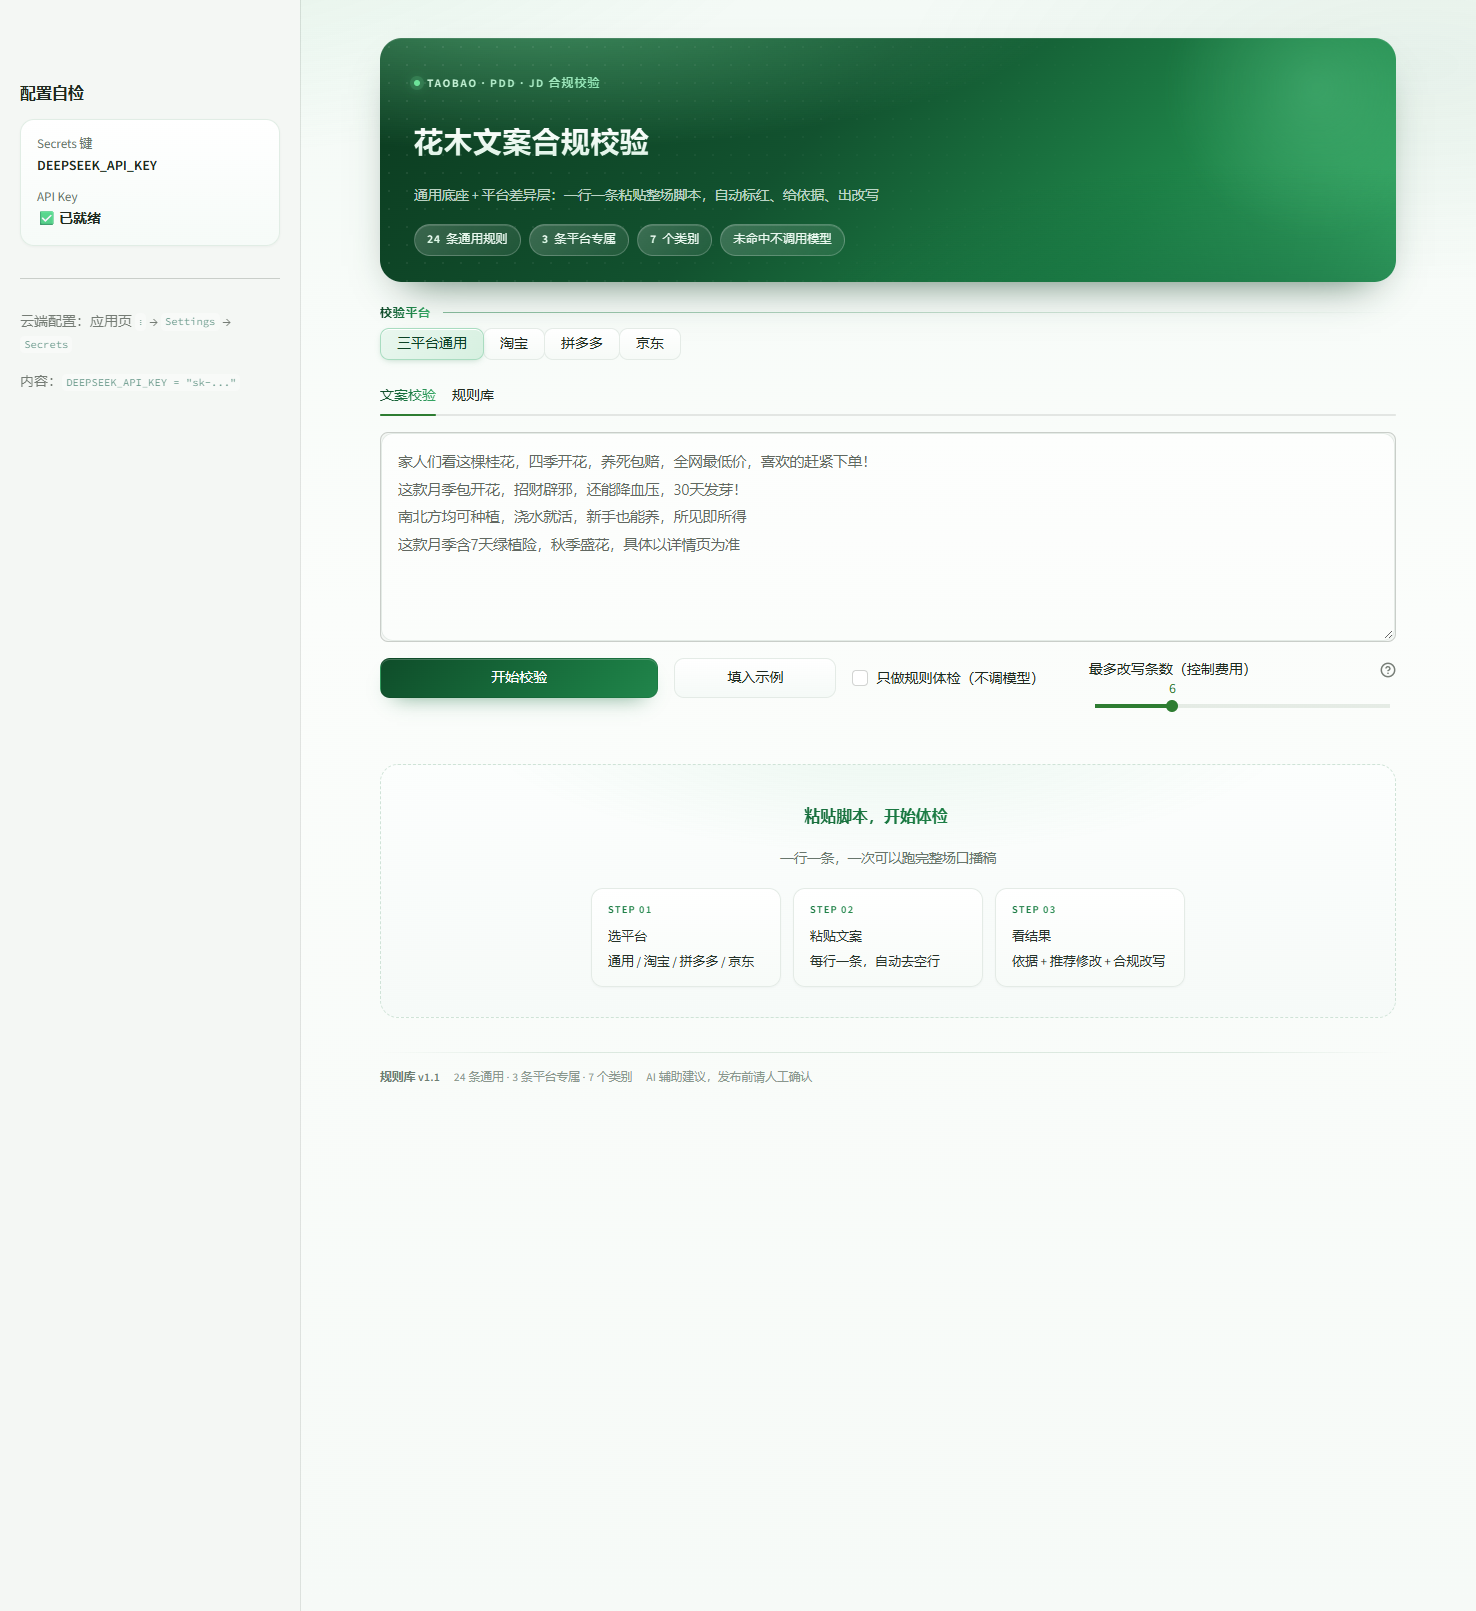 配置自检
Secrets 键
DEEPSEEK_API_KEY
API Key
✅ 已就绪
云端配置：应用页 ⋮ → Settings →
Secrets
内容： DEEPSEEK_API_KEY = "sk-..."
TAOBAO · PDD · JD 合规校验
花木文案合规校验
通用底座 + 平台差异层：一行一条粘贴整场脚本，自动标红、给依据、出改写
24 条通用规则
3 条平台专属
7 个类别
未命中不调用模型
校验平台
三平台通用
淘宝
拼多多
京东
文案校验
规则库
家人们看这棵桂花，四季开花，养死包赔，全网最低价，喜欢的赶紧下单！
这款月季包开花，招财辟邪，还能降血压，30天发芽！
南北方均可种植，浇水就活，新手也能养，所见即所得
这款月季含7天绿植险，秋季盛花，具体以详情页为准
开始校验
填入示例
只做规则体检（不调模型）
最多改写条数（控制费用）
6
粘贴脚本，开始体检
一行一条，一次可以跑完整场口播稿
STEP 01
选平台
通用 / 淘宝 / 拼多多 / 京东
STEP 02
粘贴文案
每行一条，自动去空行
STEP 03
看结果
依据 + 推荐修改 + 合规改写
规则库 v1.1 24 条通用 · 3 条平台专属 · 7 个类别 AI 辅助建议，发布前请人工确认